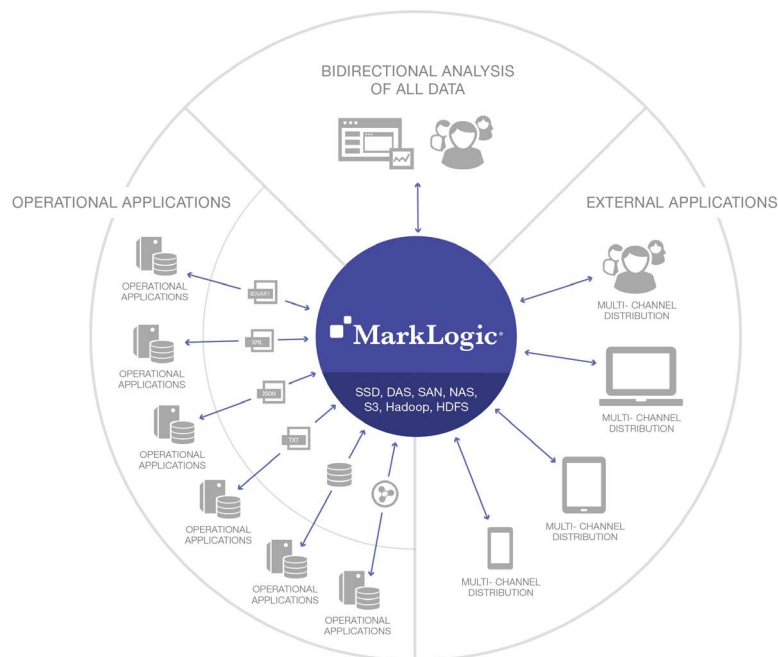 BIDIRECTIONAL ANALYSIS
OF ALL DATA
OPERATIONAL APPLICATIONS
EXTERNAL APPLICATIONS
OPERATIONAL
APPLICATIONS
BINARY
MULTI- CHANNEL
DISTRIBUTION
MarkLogic®
OPERATIONAL
APPLICATIONS
XML
SSD, DAS, SAN, NAS,
S3, Hadoop, HDFS
JSON
MULTI- CHANNEL
DISTRIBUTION
OPERATIONAL
APPLICATIONS
TXT
OPERATIONAL
APPLICATIONS
MULTI- CHANNEL
DISTRIBUTION
OPERATIONAL
APPLICATIONS
MULTI- CHANNEL
DISTRIBUTION
OPERATIONAL
APPLICATIONS